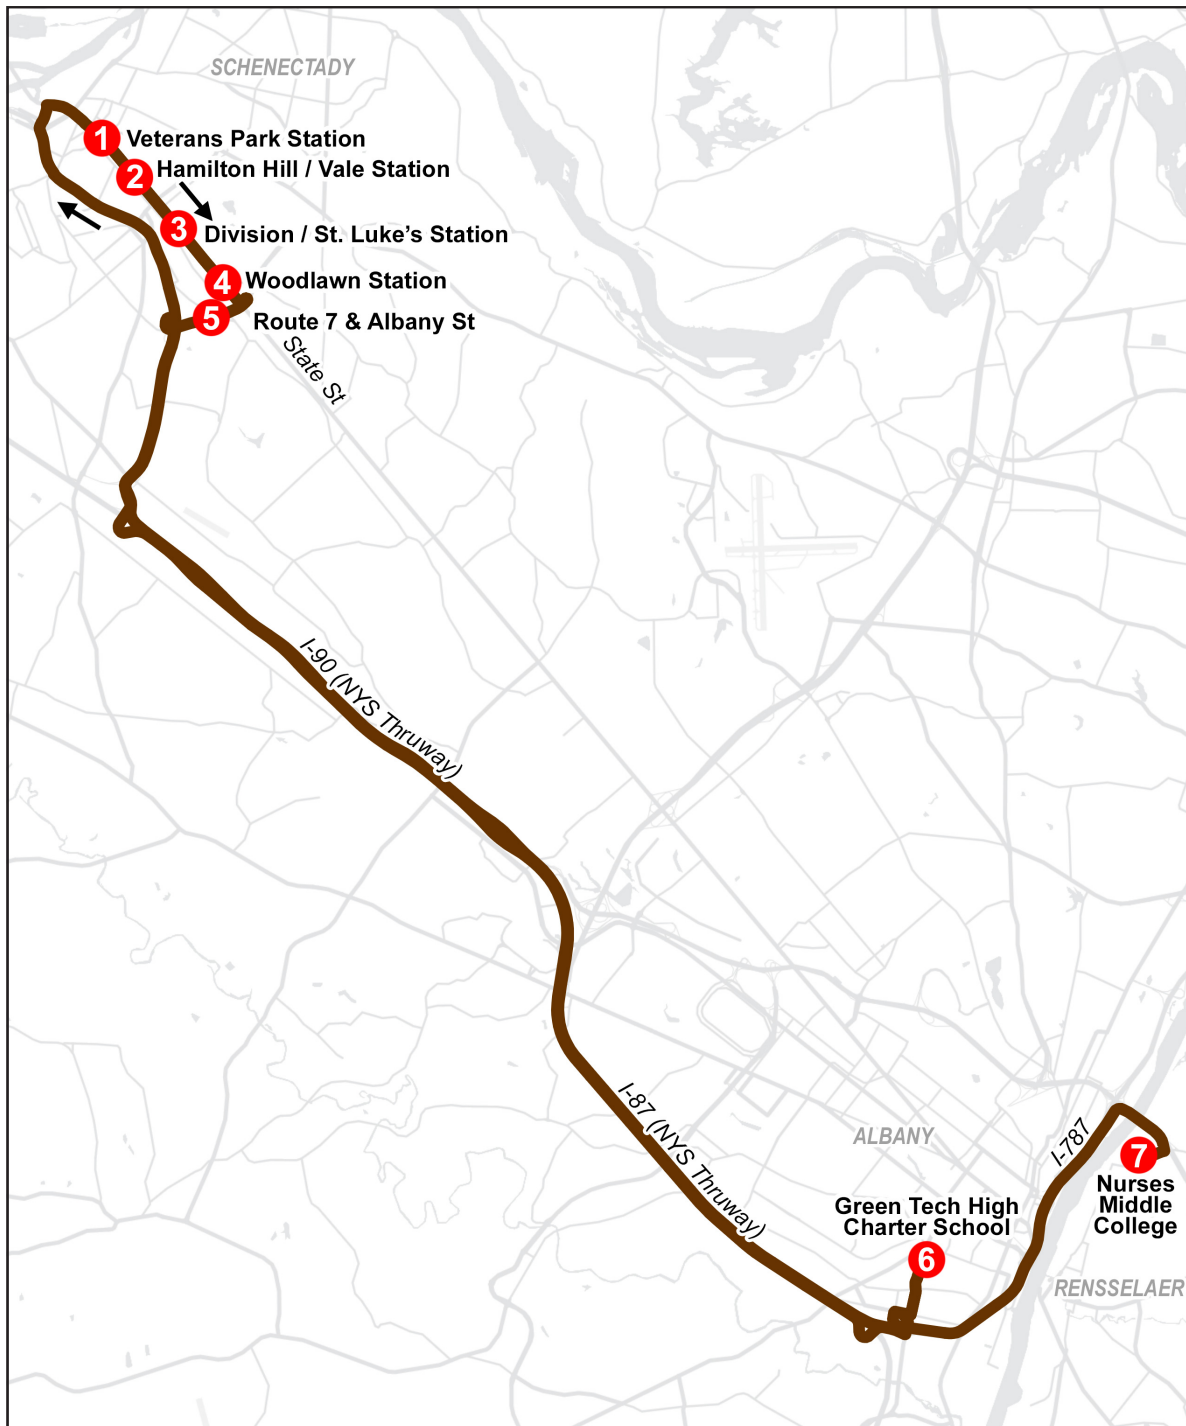 SCHENECTADY
1 Veterans Park Station
2 Hamilton Hill / Vale Station
3 Division / St. Luke's Station
4 Woodlawn Station
5 Route 7 & Albany St
State St
I-90 (NYS Thruway)
I-87 (NYS Thruway)
ALBANY
I-787
7
Nurses
Middle
College
Green Tech High
Charter School
6
RENSSELAER